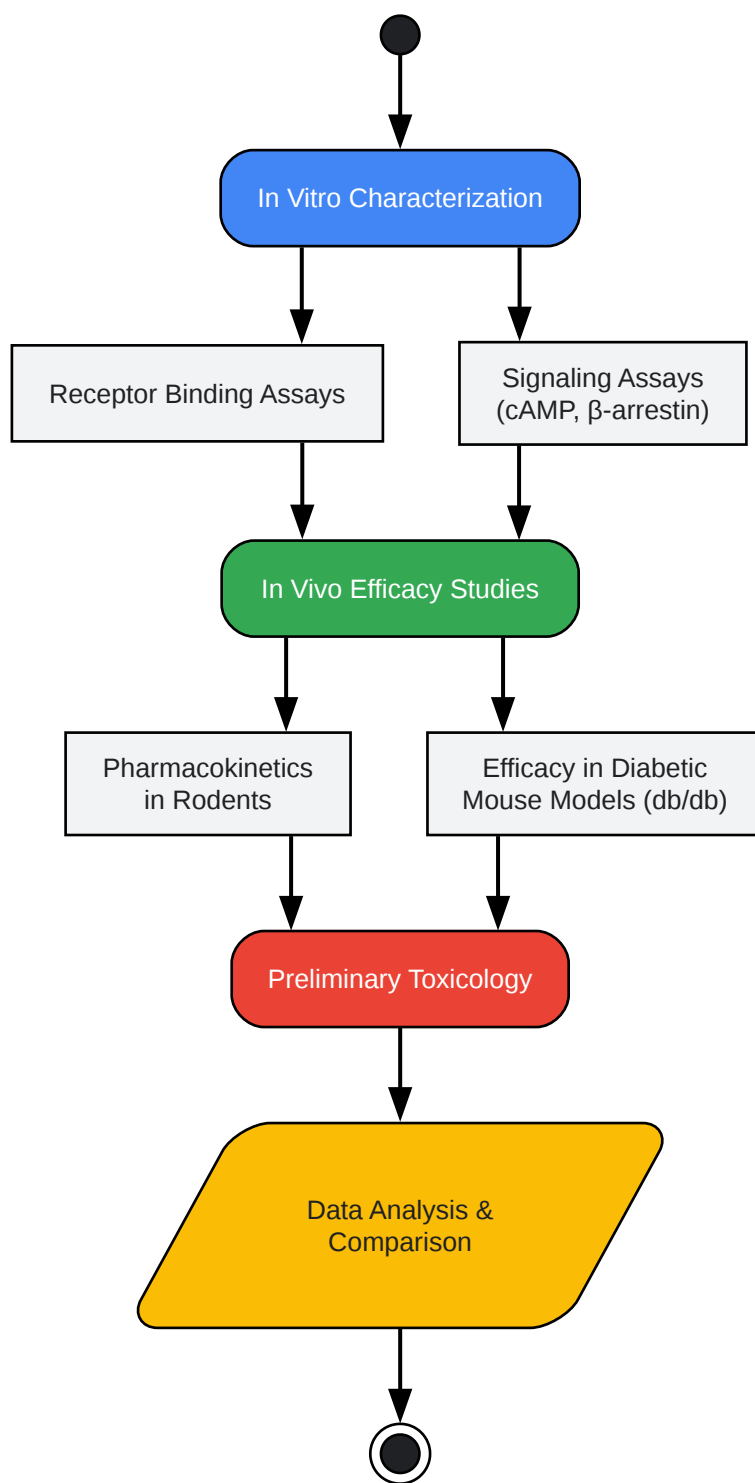 In Vitro Characterization
Receptor Binding Assays
Signaling Assays
(cAMP, β-arrestin)
In Vivo Efficacy Studies
Pharmacokinetics
in Rodents
Efficacy in Diabetic
Mouse Models (db/db)
Preliminary Toxicology
Data Analysis &
Comparison